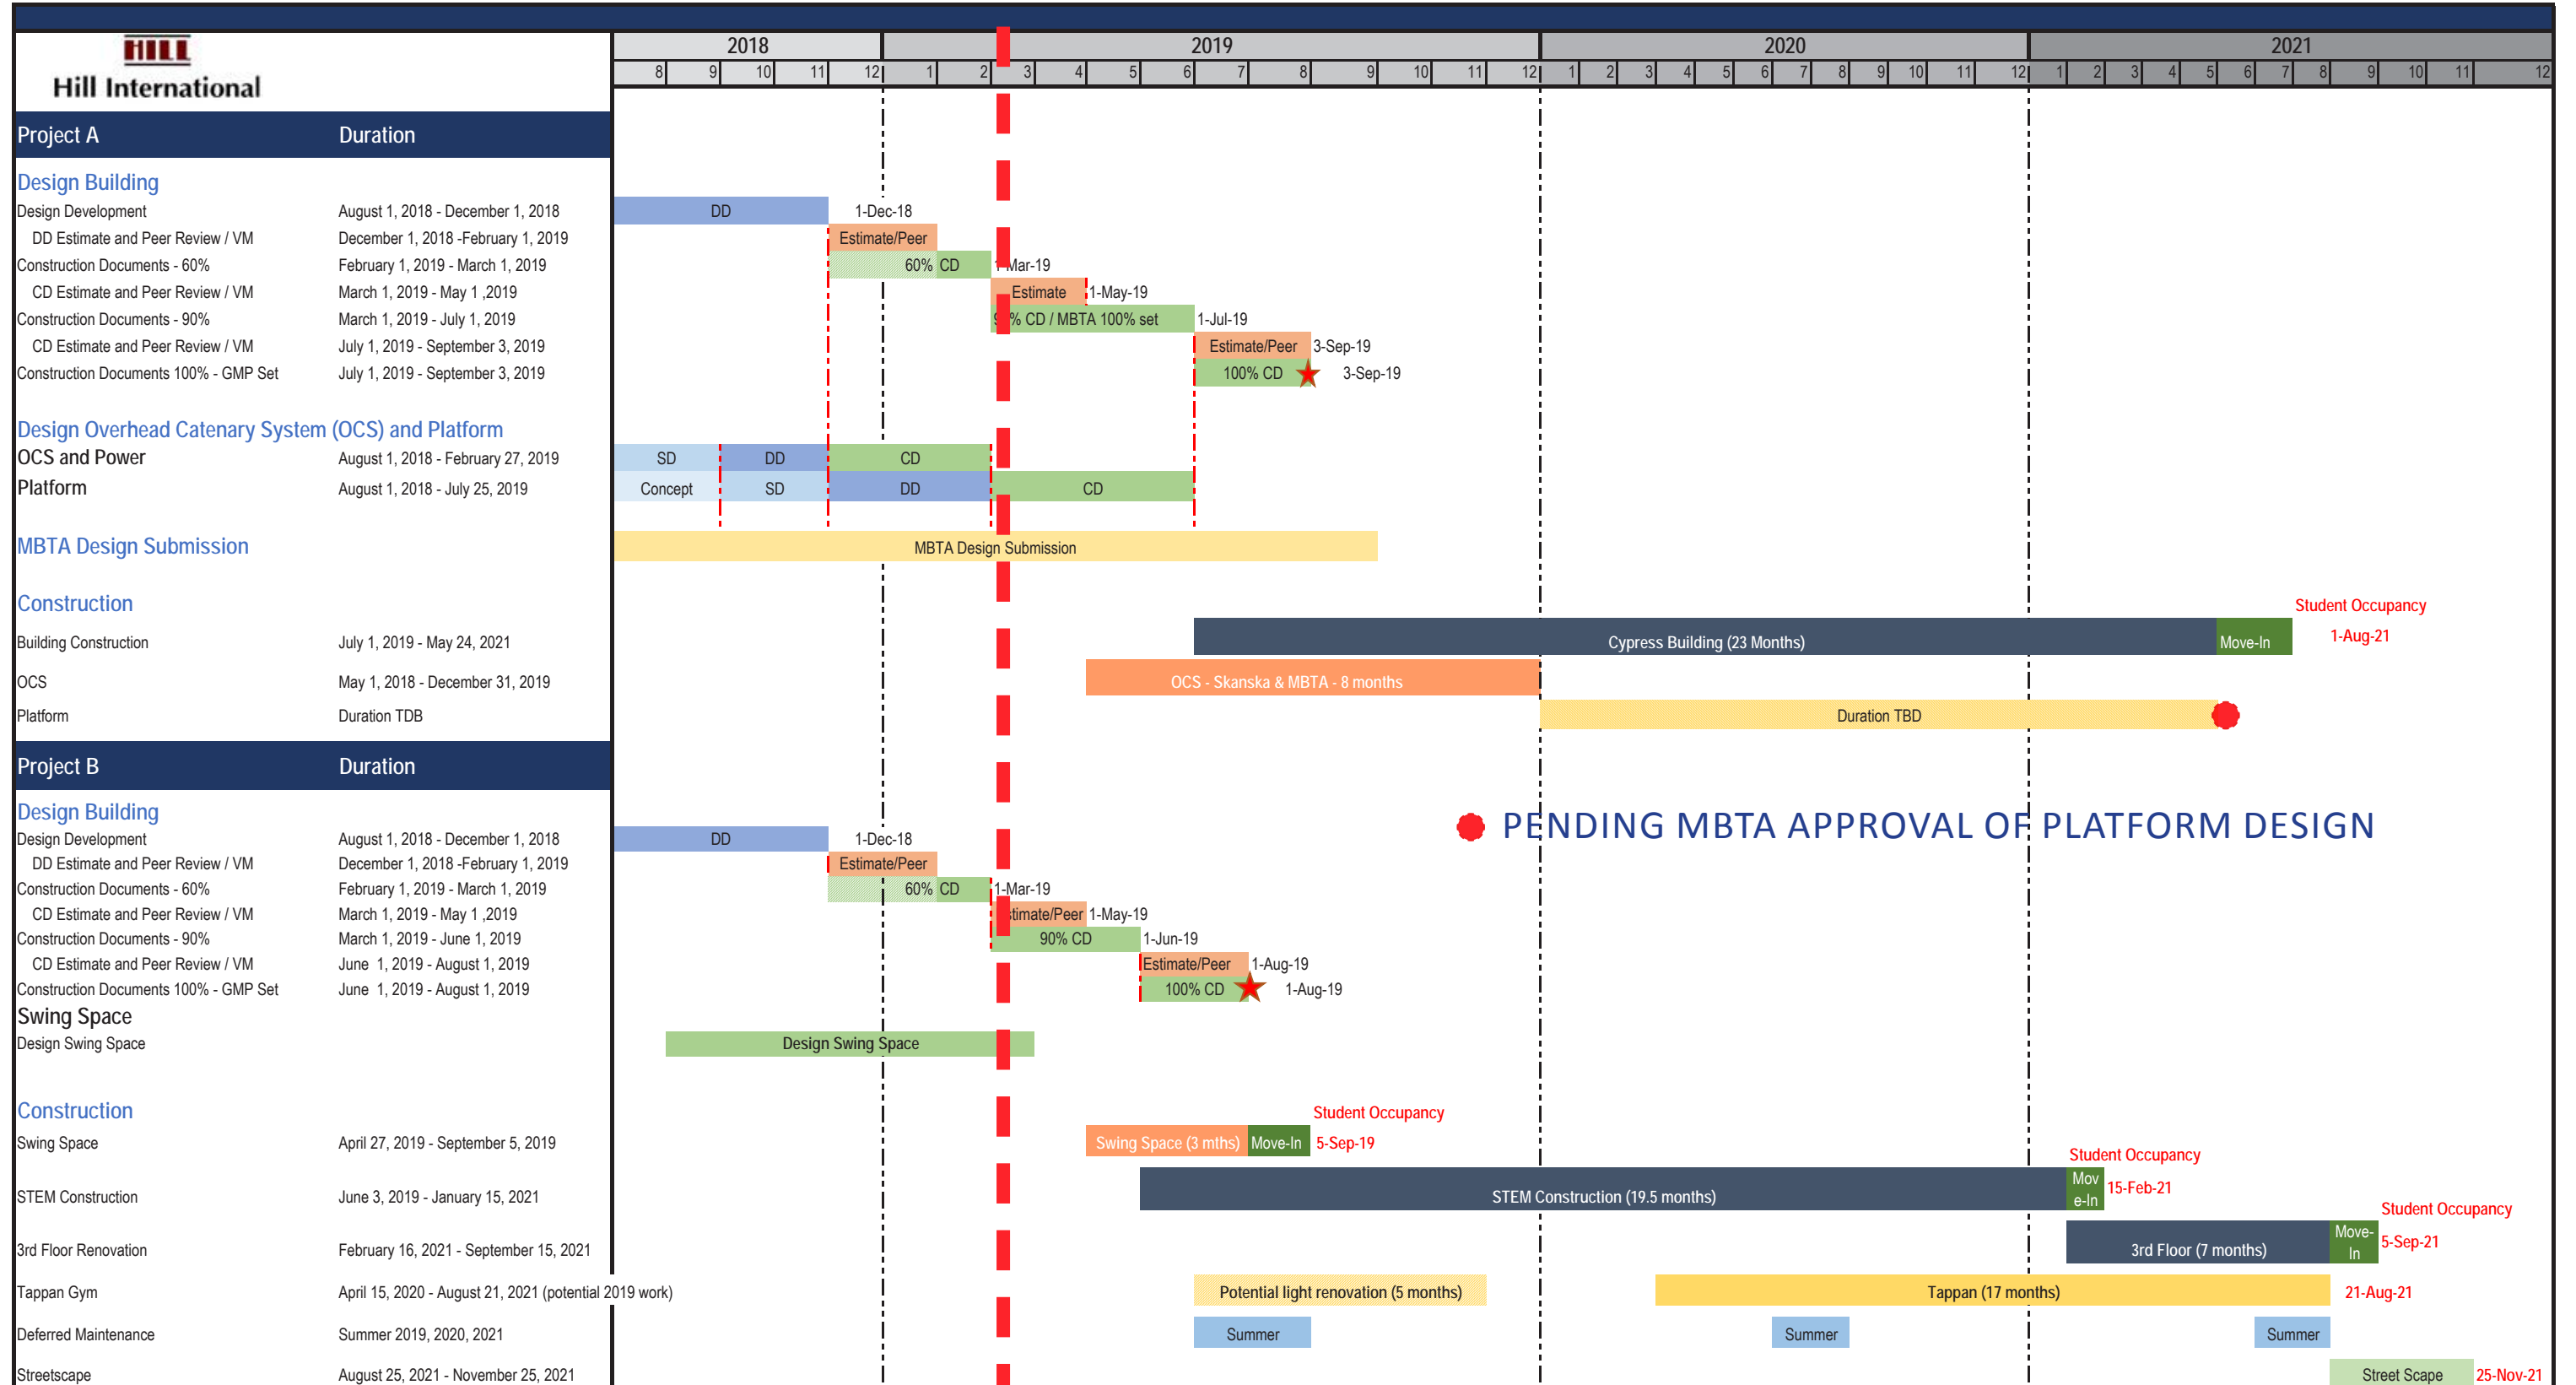 HILL
Hill International
2018 2019 2020 2021
8 9 10 11 12 1 2 3 4 5 6 7 8 9 10 11 12 1 2 3 4 5 6 7 8 9 10 11 12 1 2 3 4 5 6 7 8 9 10 11 12
Project A Duration
Design Building
Design Development August 1, 2018 - December 1, 2018 DD 1-Dec-18
DD Estimate and Peer Review / VM December 1, 2018 -February 1, 2019 Estimate/Peer
Construction Documents - 60% February 1, 2019 - March 1, 2019 60% CD 1-Mar-19
CD Estimate and Peer Review / VM March 1, 2019 - May 1 ,2019 Estimate 1-May-19
Construction Documents - 90% March 1, 2019 - July 1, 2019 90% CD / MBTA 100% set 1-Jul-19
CD Estimate and Peer Review / VM July 1, 2019 - September 3, 2019 Estimate/Peer 3-Sep-19
Construction Documents 100% - GMP Set July 1, 2019 - September 3, 2019 100% CD 3-Sep-19
Design Overhead Catenary System (OCS) and Platform
OCS and Power August 1, 2018 - February 27, 2019 SD DD CD
Platform August 1, 2018 - July 25, 2019 Concept SD DD CD
MBTA Design Submission MBTA Design Submission
Construction
Student Occupancy
Building Construction July 1, 2019 - May 24, 2021 Cypress Building (23 Months) Move-In 1-Aug-21
OCS May 1, 2018 - December 31, 2019 OCS - Skanska & MBTA - 8 months
Platform Duration TDB Duration TBD
Project B Duration
Design Building
PENDING MBTA APPROVAL OF PLATFORM DESIGN
Design Development August 1, 2018 - December 1, 2018 DD 1-Dec-18
DD Estimate and Peer Review / VM December 1, 2018 -February 1, 2019 Estimate/Peer
Construction Documents - 60% February 1, 2019 - March 1, 2019 60% CD 1-Mar-19
CD Estimate and Peer Review / VM March 1, 2019 - May 1 ,2019 Estimate/Peer 1-May-19
Construction Documents - 90% March 1, 2019 - June 1, 2019 90% CD 1-Jun-19
CD Estimate and Peer Review / VM June 1, 2019 - August 1, 2019 Estimate/Peer 1-Aug-19
Construction Documents 100% - GMP Set June 1, 2019 - August 1, 2019 100% CD 1-Aug-19
Swing Space
Design Swing Space Design Swing Space
Construction
Student Occupancy
Swing Space April 27, 2019 - September 5, 2019 Swing Space (3 mths) Move-In 5-Sep-19
Student Occupancy
STEM Construction June 3, 2019 - January 15, 2021 STEM Construction (19.5 months) Mov
e-In 15-Feb-21
Student Occupancy
3rd Floor Renovation February 16, 2021 - September 15, 2021 3rd Floor (7 months) Move-
In 5-Sep-21
Tappan Gym April 15, 2020 - August 21, 2021 (potential 2019 work) Potential light renovation (5 months) Tappan (17 months) 21-Aug-21
Deferred Maintenance Summer 2019, 2020, 2021 Summer Summer Summer
Streetscape August 25, 2021 - November 25, 2021 Street Scape 25-Nov-21